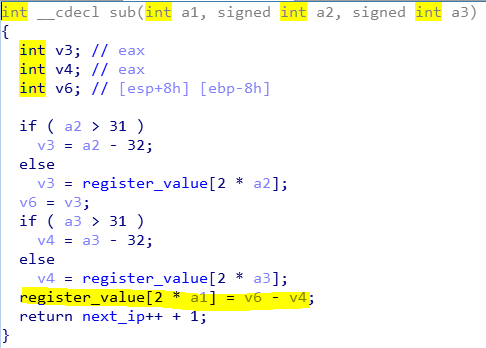 int __cdecl sub(int a1, signed int a2, signed int a3)
{
int v3; // eax
int v4; // eax
int v6; // [esp+8h] [ebp-8h]
if ( a2 > 31 )
v3 = a2 - 32;
else
v3 = register_value[2 * a2];
v6 = v3;
if ( a3 > 31 )
v4 = a3 - 32;
else
v4 = register_value[2 * a3];
register_value[2 * a1] = v6 - v4;
return next_ip++ + 1;
}